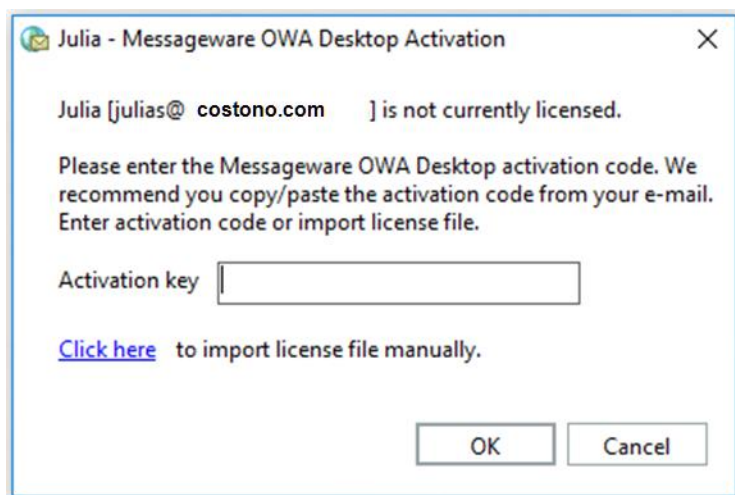 Julia - Messageware OWA Desktop Activation
Julia [julias@ costono.com ] is not currently licensed.
Please enter the Messageware OWA Desktop activation code. We
recommend you copy/paste the activation code from your e-mail.
Enter activation code or import license file.
Activation key
Click here to import license file manually.
OK Cancel